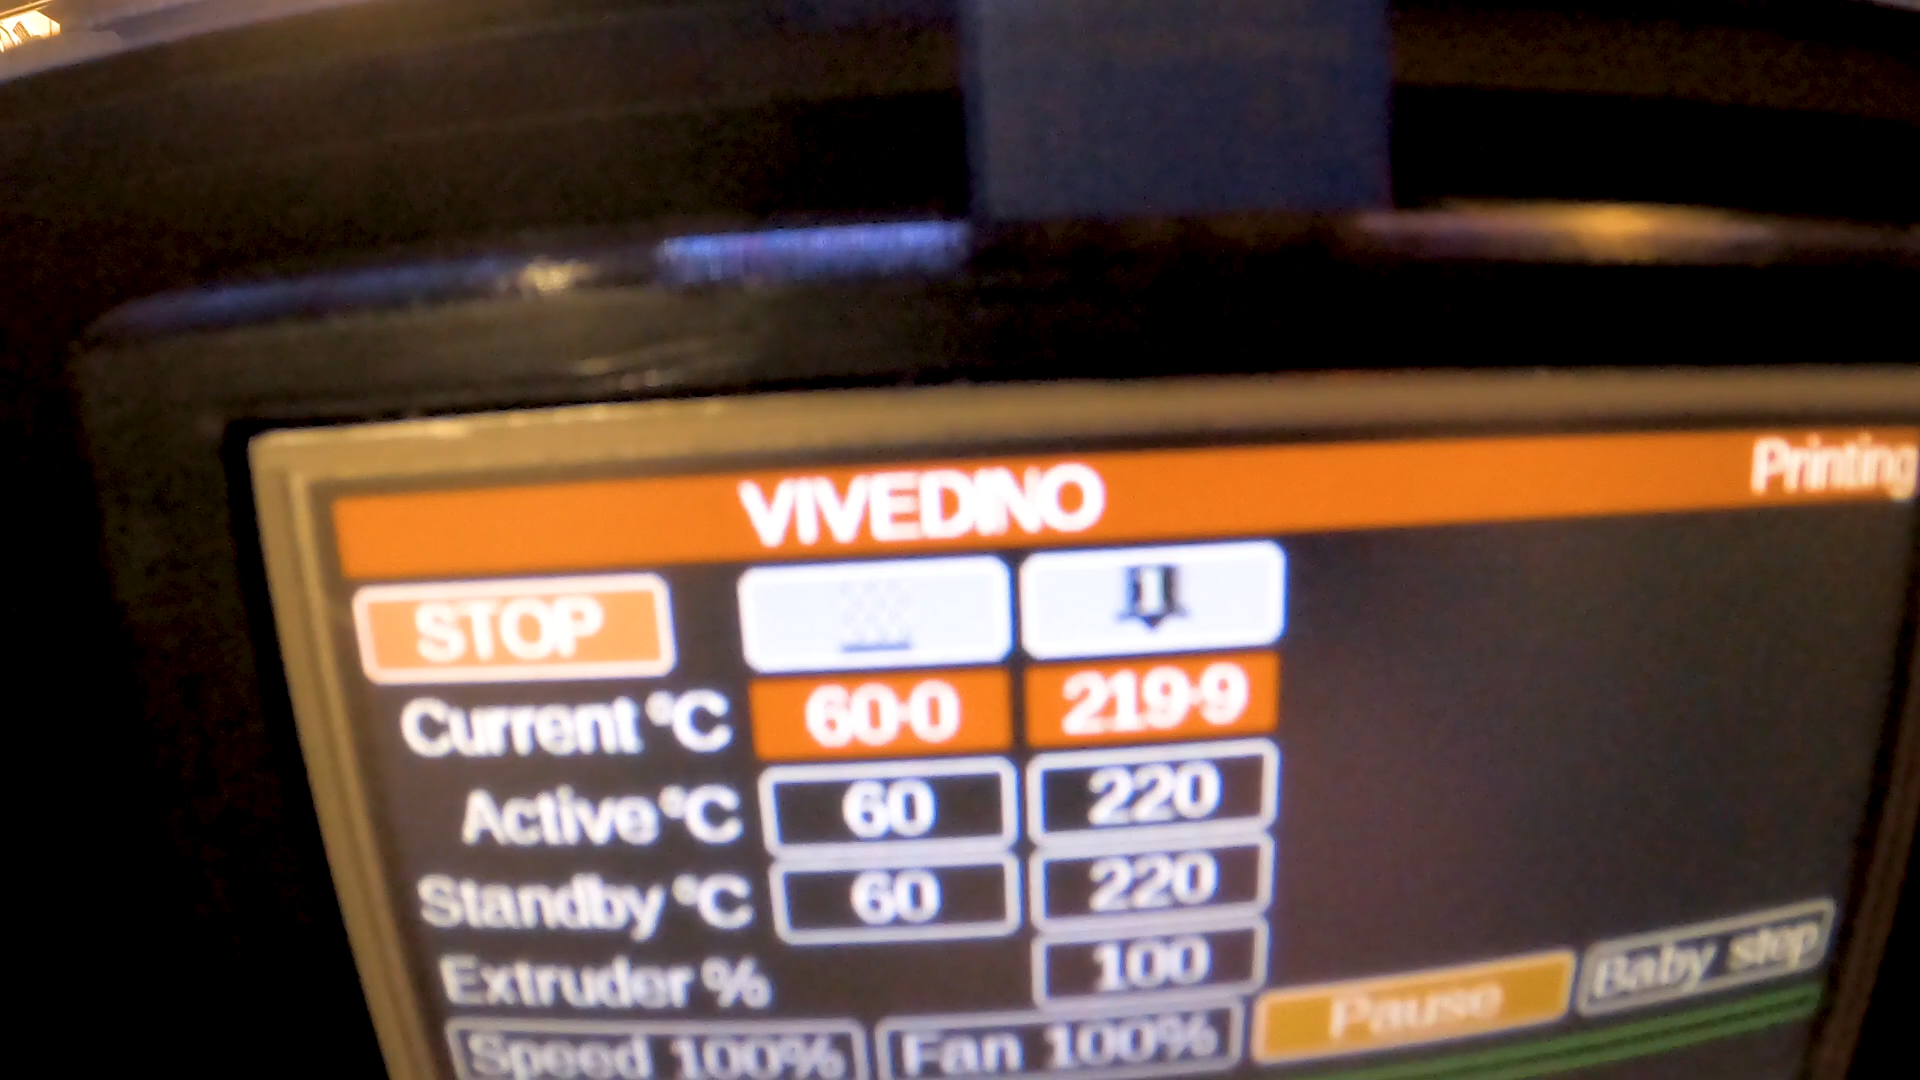 VIVEDINO Printing
STOP
Current °C 60.0 219.9
Active °C 60 220
Standby °C 60 220
Extruder % 100
Speed 100% Fan 100% Pause Baby step